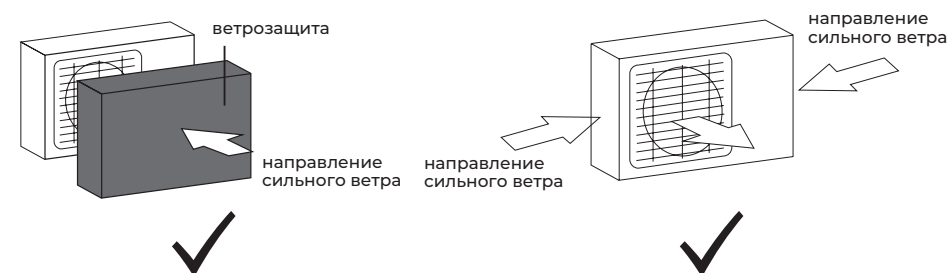 ветрозащита
направление
сильного ветра
направление
сильного ветра
направление
сильного ветра